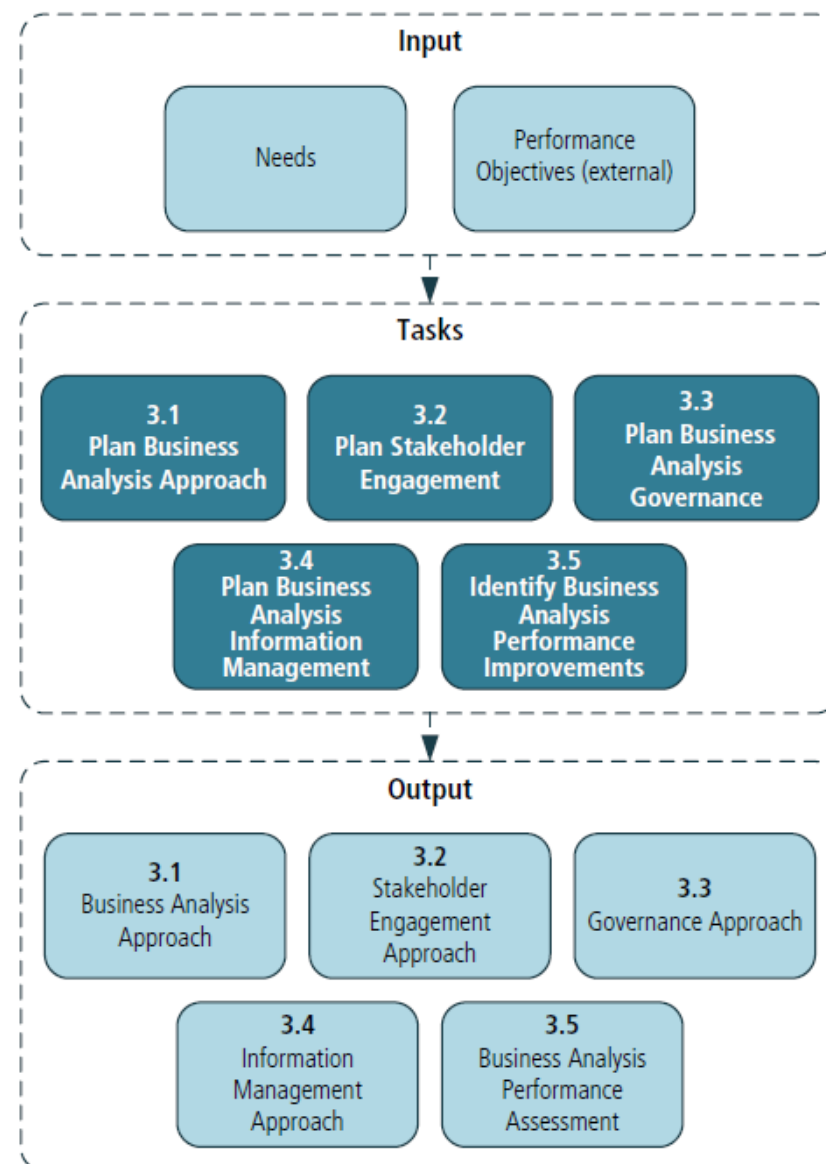 Input
Needs
Performance
Objectives (external)
Tasks
3.1
Plan Business
Analysis Approach
3.2
Plan Stakeholder
Engagement
3.3
Plan Business
Analysis
Governance
3.4
Plan Business
Analysis
Information
Management
3.5
Identify Business
Analysis
Performance
Improvements
Output
3.1
Business Analysis
Approach
3.2
Stakeholder
Engagement
Approach
3.3
Governance Approach
3.4
Information
Management
Approach
3.5
Business Analysis
Performance
Assessment